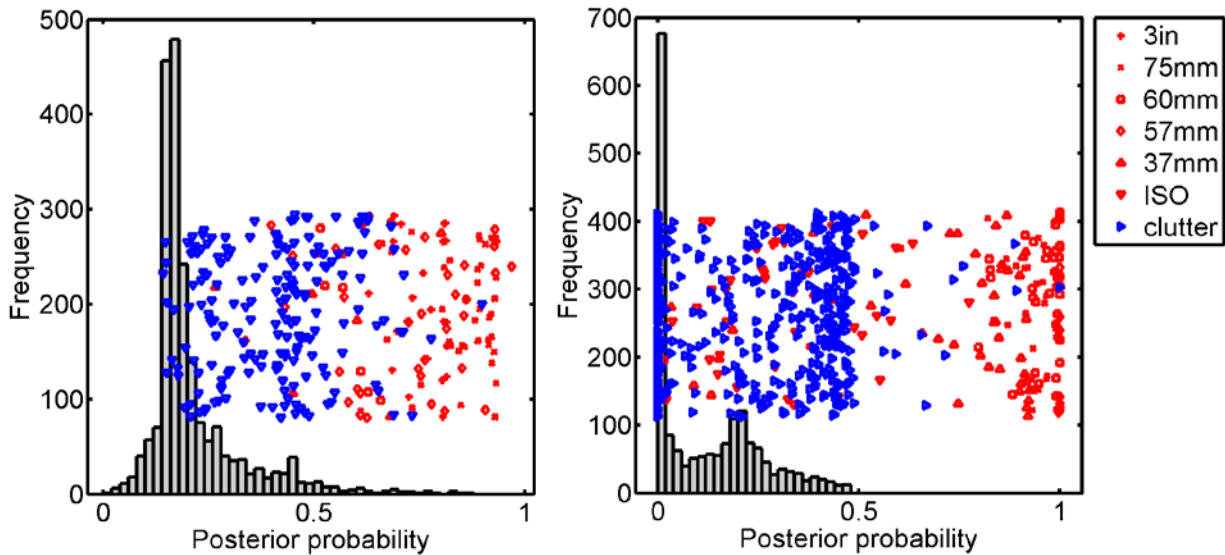 500
400
300
200
100
0
Frequency
0 0.5 1
Posterior probability
700
600
500
400
300
200
100
0
Frequency
0 0.5 1
Posterior probability
3in
75mm
60mm
57mm
37mm
ISO
clutter